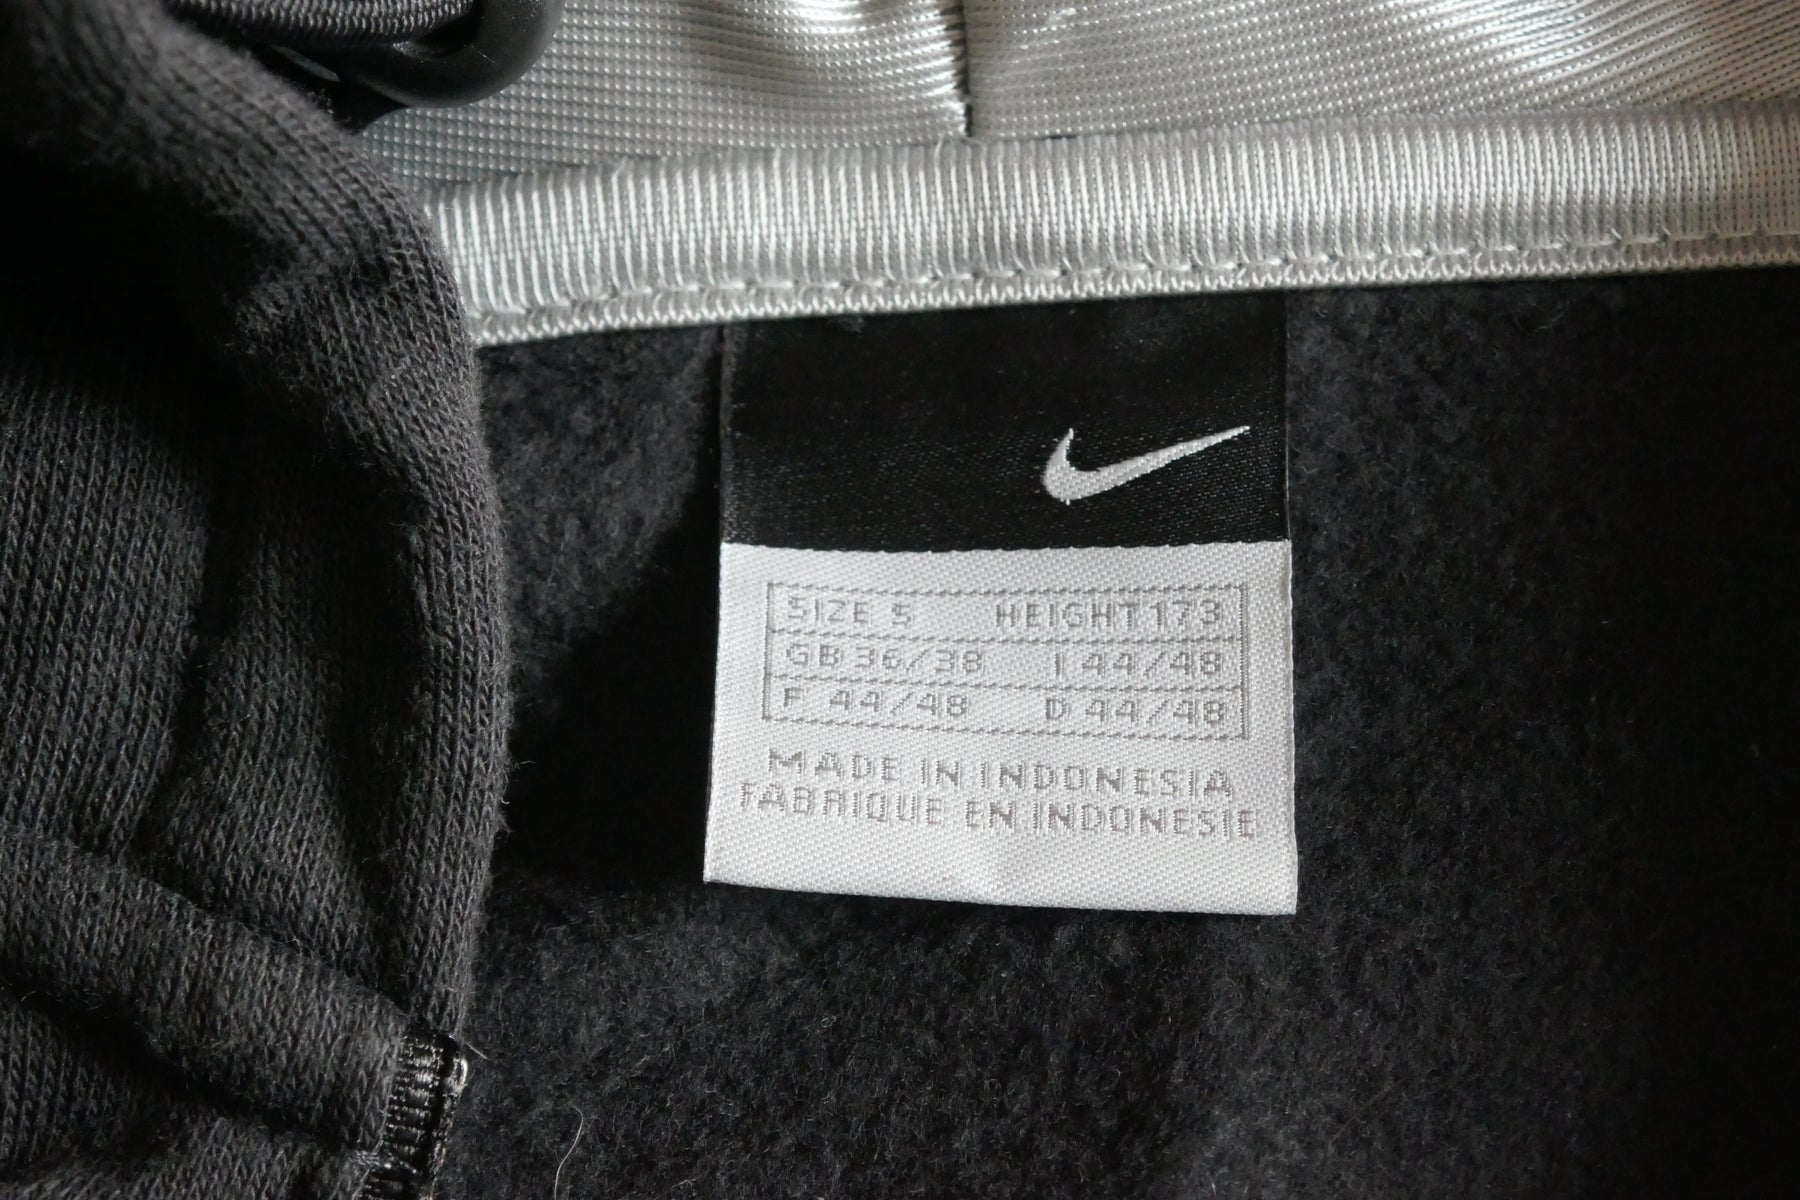 SIZE S HEIGHT 173
GB 36/38 I 44/48
F 44/48 D 44/48
MADE IN INDONESIA
FABRIQUE EN INDONESIE